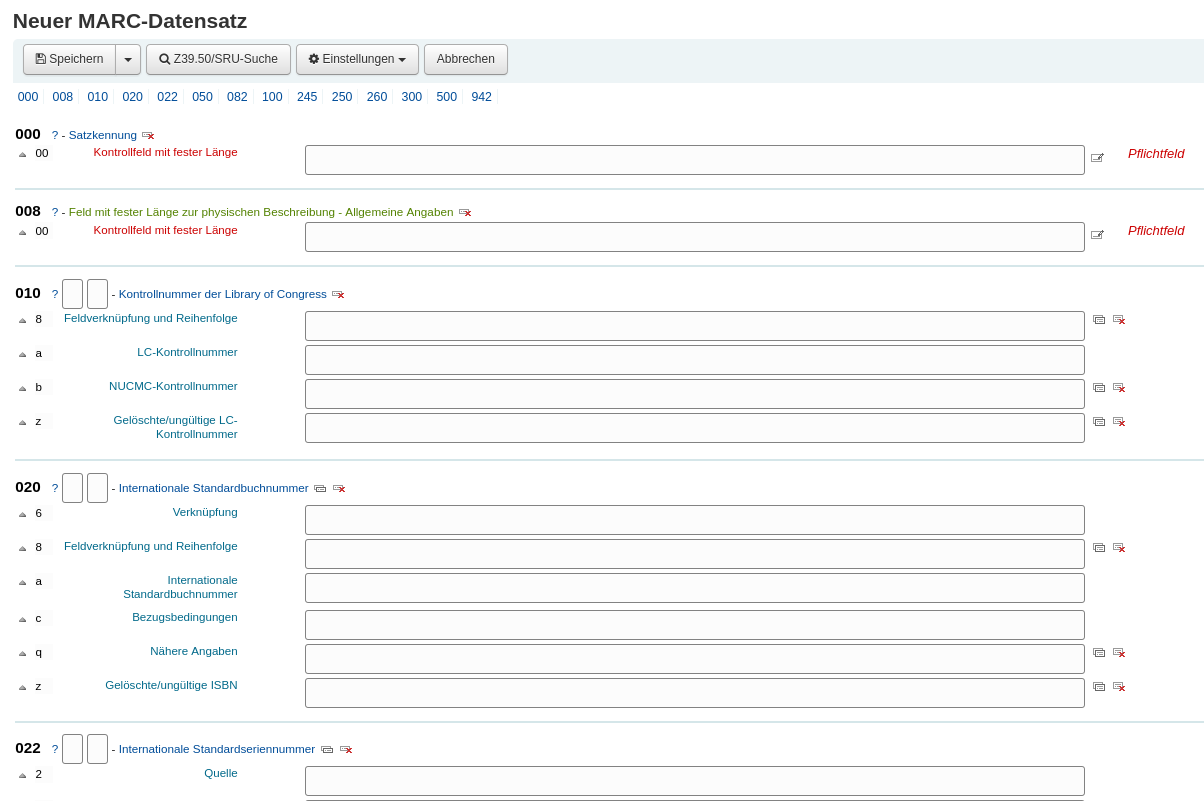 Neuer MARC-Datensatz
Speichern Z39.50/SRU-Suche Einstellungen Abbrechen
000 008 010 020 022 050 082 100 245 250 260 300 500 942
000 ? - Satzkennung
00 Kontrollfeld mit fester Länge Pflichtfeld
008 ? - Feld mit fester Länge zur physischen Beschreibung - Allgemeine Angaben
00 Kontrollfeld mit fester Länge Pflichtfeld
010 ? - Kontrollnummer der Library of Congress
8 Feldverknüpfung und Reihenfolge
a LC-Kontrollnummer
b NUCMC-Kontrollnummer
z Gelöschte/ungültige LC-
Kontrollnummer
020 ? - Internationale Standardbuchnummer
6 Verknüpfung
8 Feldverknüpfung und Reihenfolge
a Internationale
Standardbuchnummer
c Bezugsbedingungen
q Nähere Angaben
z Gelöschte/ungültige ISBN
022 ? - Internationale Standardseriennummer
2 Quelle